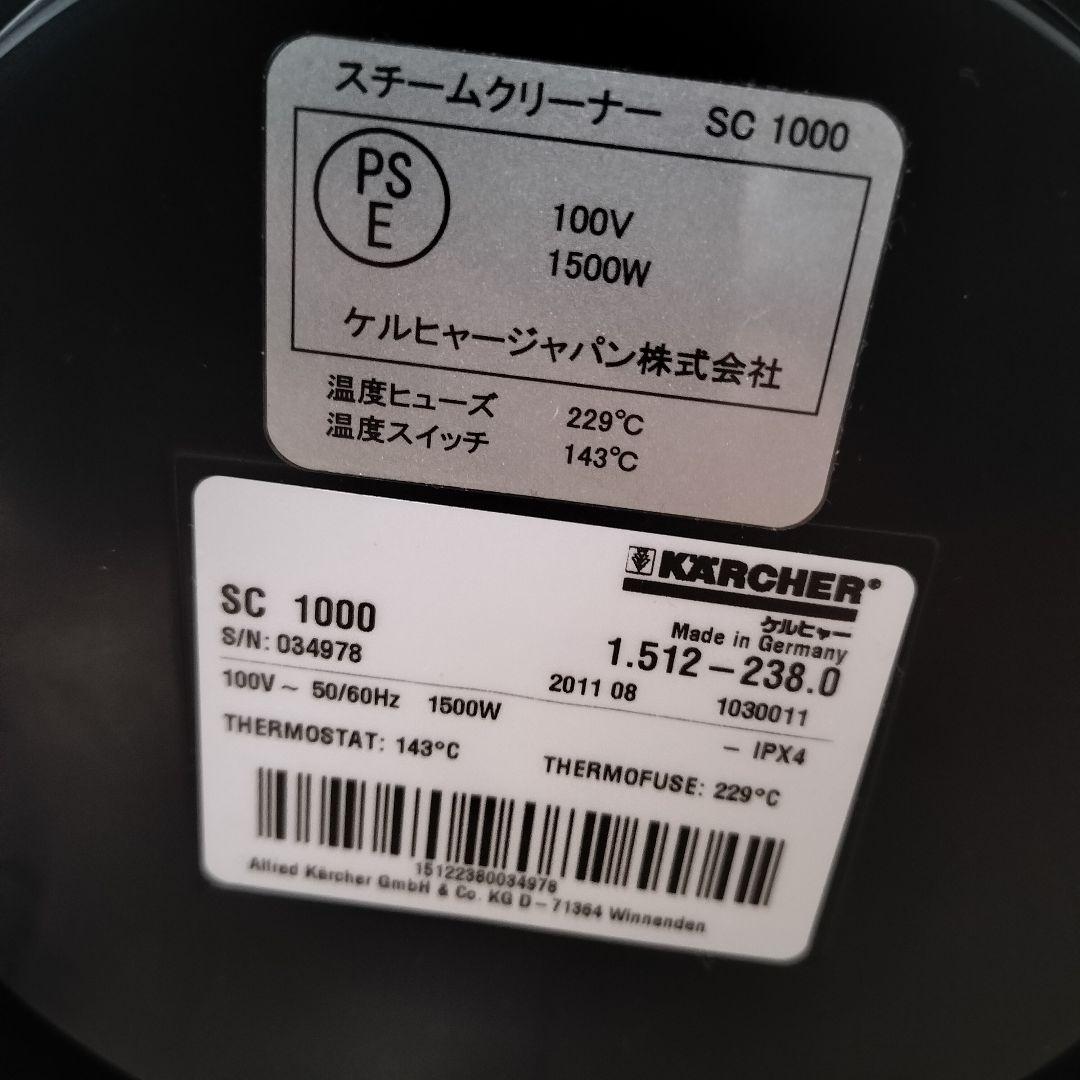 スチームクリーナー SC 1000
PS
E
100V
1500W
ケルヒャージャパン株式会社
温度ヒューズ 229℃
温度スイッチ 143℃
KÄRCHER®
ケルヒャー
SC 1000
Made in Germany
S/N: 034978
1.512-238.0
100V~ 50/60Hz 1500W
2011 08 1030011
- IPX4
THERMOSTAT: 143°C
THERMOFUSE: 229°C
15122380034978
Alfred Kärcher GmbH & Co. KG D-71364 Winnenden